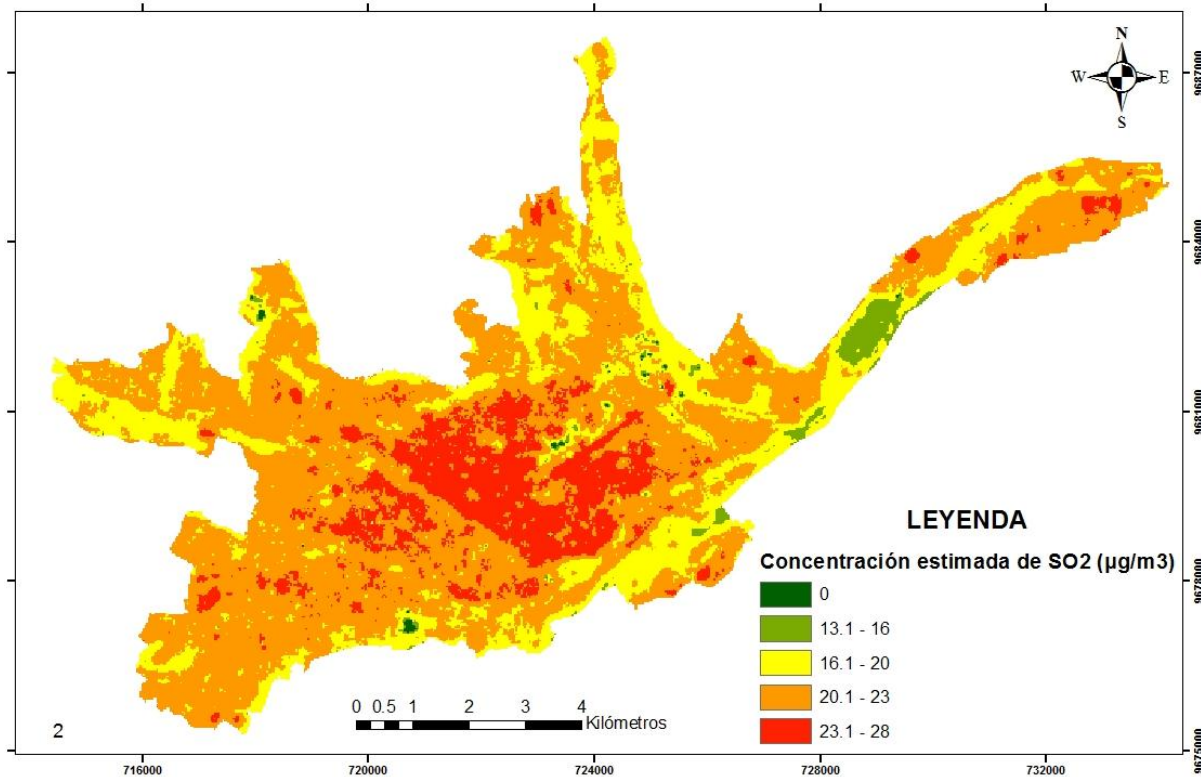 N
W E
S
9687000
9684000
9681000
9678000
9675000
LEYENDA
Concentración estimada de SO2 (µg/m3)
0
13.1 - 16
16.1 - 20
20.1 - 23
23.1 - 28
0 0.5 1 2 3 4
Kilómetros
2
716000 720000 724000 728000 732000